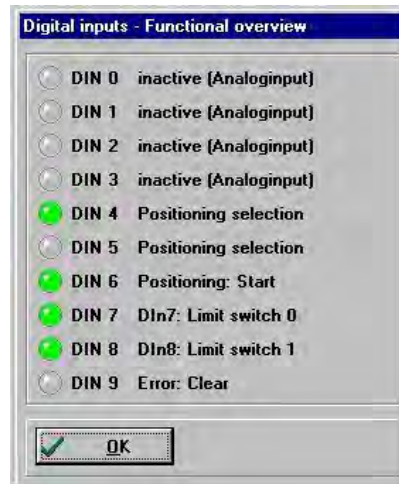 Digital inputs - Functional overview
DIN 0 inactive (Analoginput)
DIN 1 inactive (Analoginput)
DIN 2 inactive (Analoginput)
DIN 3 inactive (Analoginput)
DIN 4 Positioning selection
DIN 5 Positioning selection
DIN 6 Positioning: Start
DIN 7 DIn7: Limit switch 0
DIN 8 DIn8: Limit switch 1
DIN 9 Error: Clear
OK